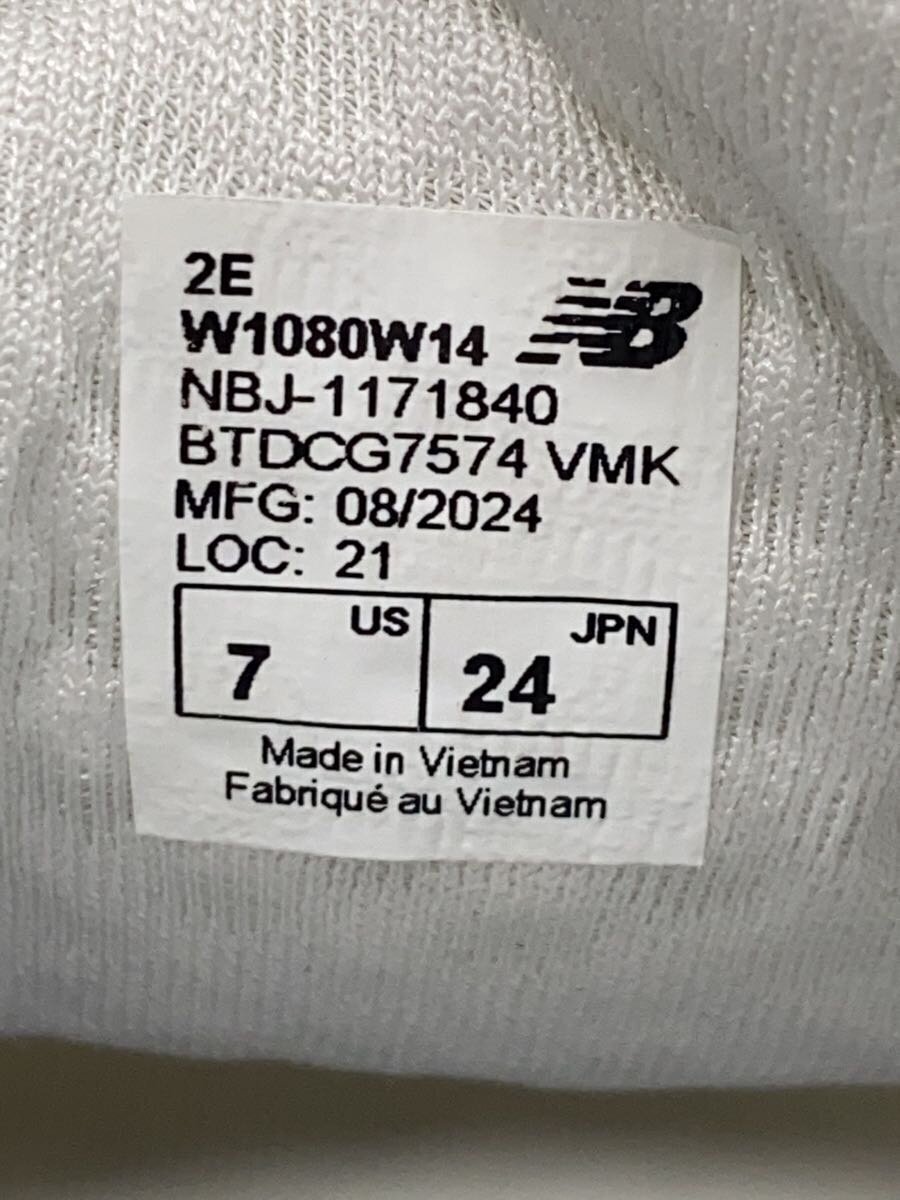 2E
W1080W14
NB
NBJ-1171840
BTDCG7574 VMK
MFG: 08/2024
LOC: 21
US
7
JPN
24
Made in Vietnam
Fabriqué au Vietnam